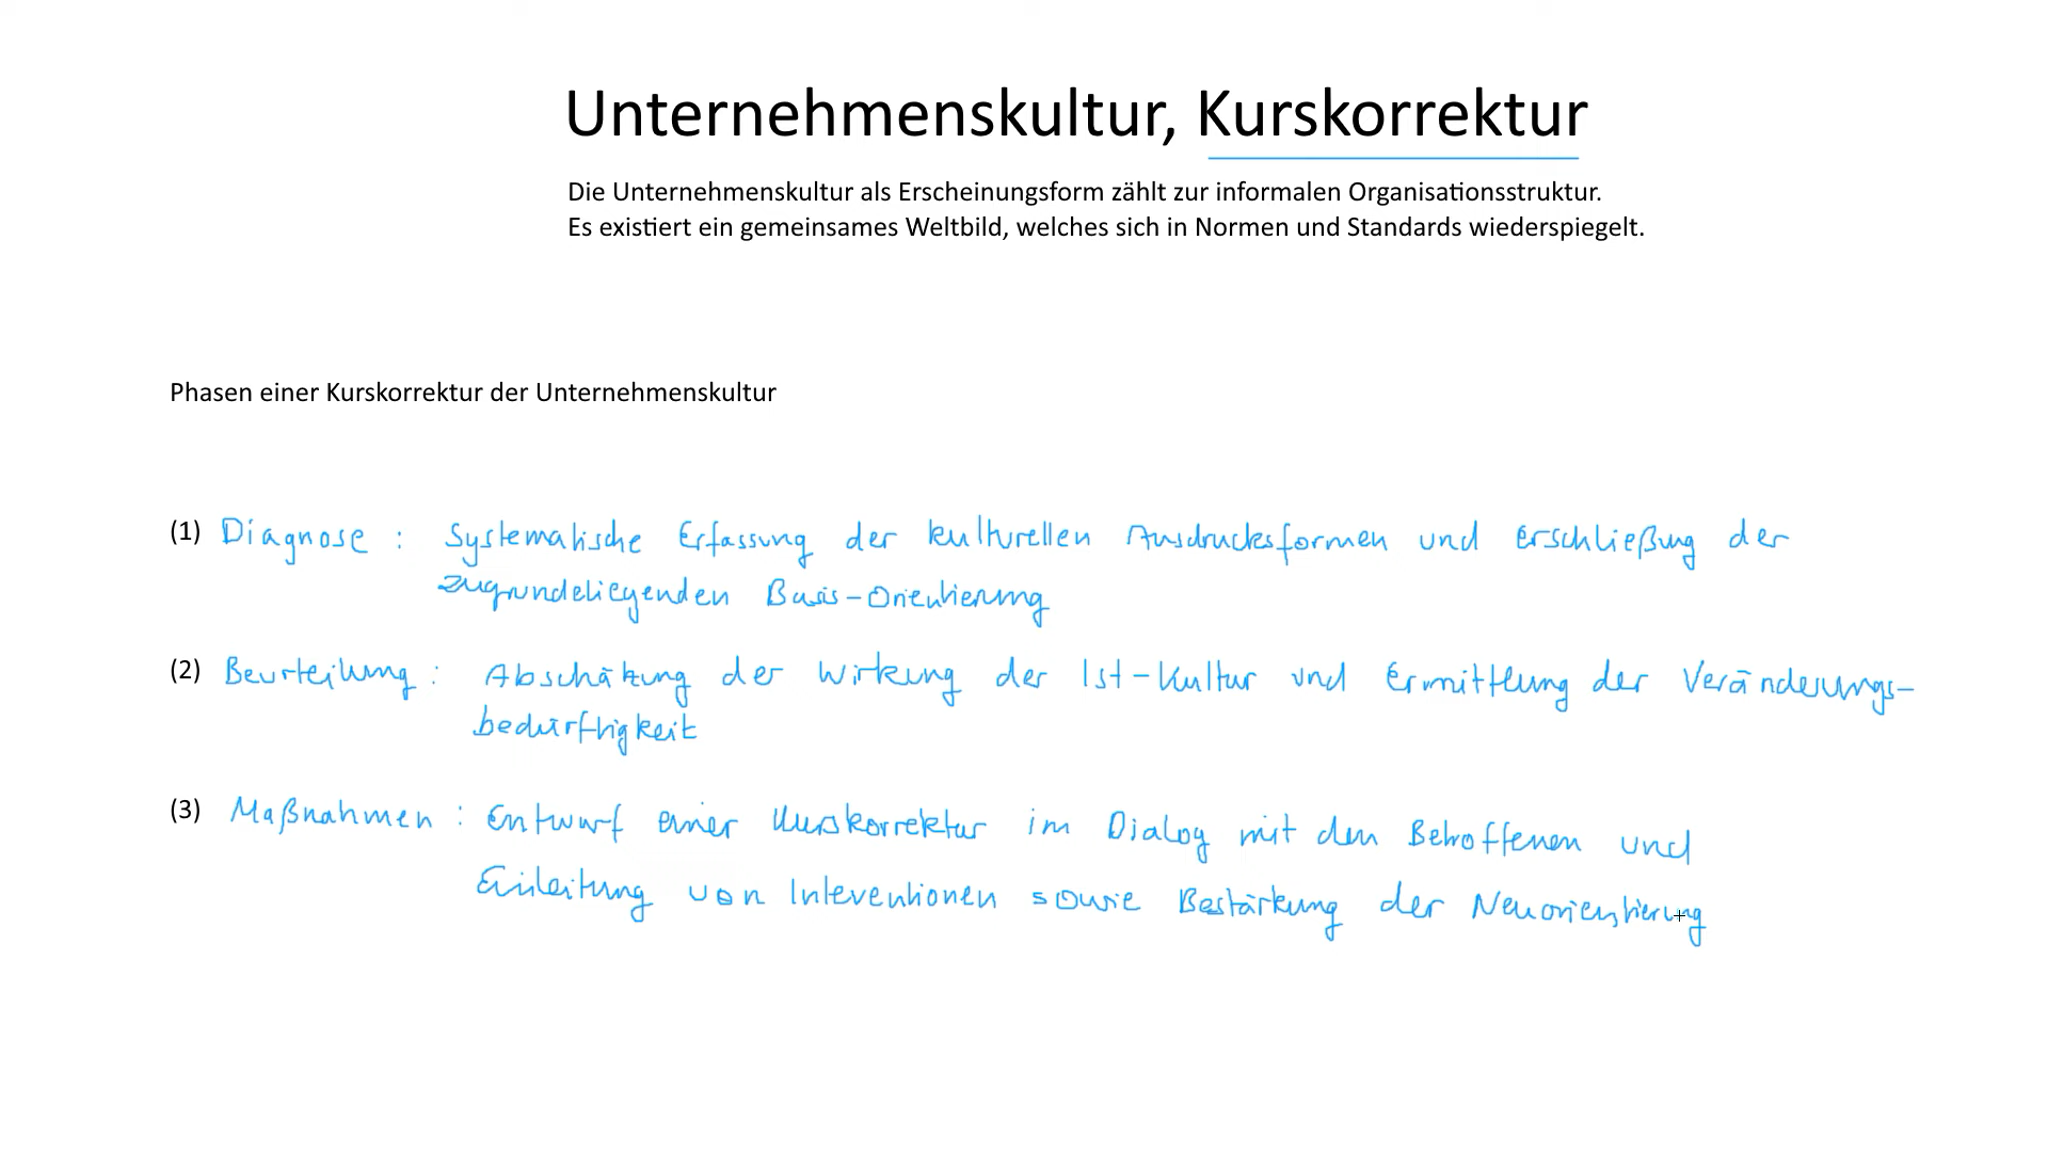 Unternehmenskultur, Kurskorrektur
Die Unternehmenskultur als Erscheinungsform zählt zur informalen Organisationsstruktur.
Es existiert ein gemeinsames Weltbild, welches sich in Normen und Standards wiederspiegelt.
Phasen einer Kurskorrektur der Unternehmenskultur
(1) Diagnose : Systematische Erfassung der kulturellen Ausdrucksformen und Erschließung der
zugrundeliegenden Basis-Orientierung
(2) Beurteilung : Abschätzung der Wirkung der Ist-Kultur und Ermittlung der Veränderungs-
bedürftigkeit
(3) Maßnahmen : Entwurf einer Kurskorrektur im Dialog mit den Betroffenen und
Einleitung von Inteventionen sowie Bestärkung der Neuorientierung